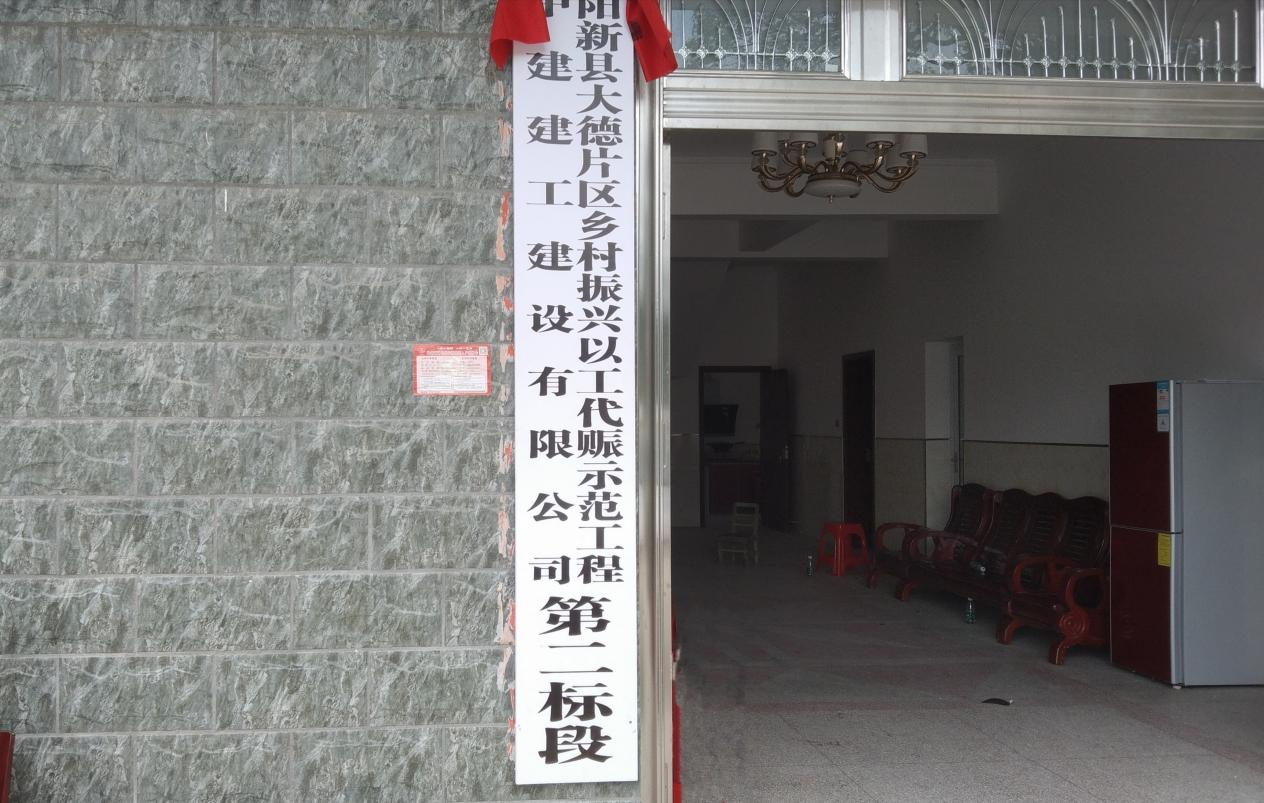 阳新县大德片区乡村振兴以工代赈示范工程
中建建工建设有限公司
第二标段